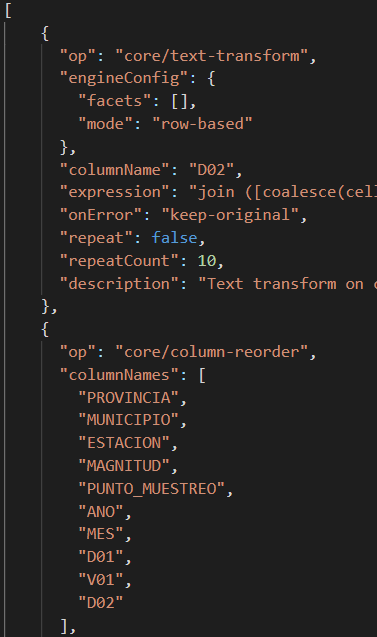 [
{
"op": "core/text-transform",
"engineConfig": {
"facets": [],
"mode": "row-based"
},
"columnName": "D02",
"expression": "join ([coalesce(cell
"onError": "keep-original",
"repeat": false,
"repeatCount": 10,
"description": "Text transform on c
},
{
"op": "core/column-reorder",
"columnNames": [
"PROVINCIA",
"MUNICIPIO",
"ESTACION",
"MAGNITUD",
"PUNTO_MUESTREO",
"ANO",
"MES",
"D01",
"V01",
"D02"
],